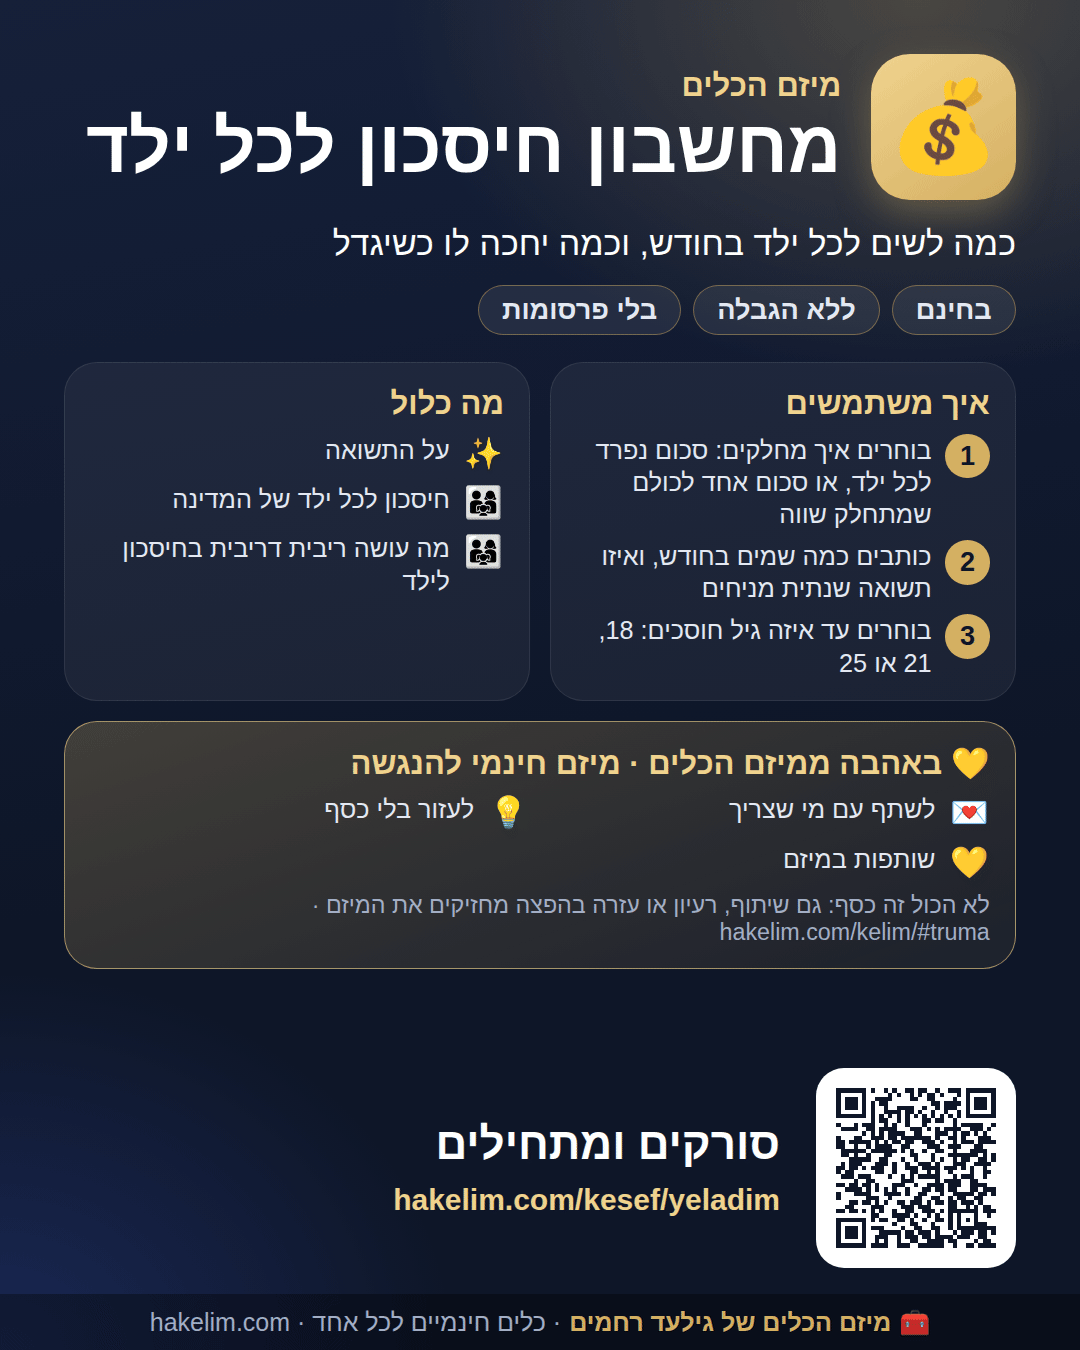 מיזם הכלים
מחשבון חיסכון לכל ילד
כמה לשים לכל ילד בחודש, וכמה יחכה לו כשיגדל
בחינם
ללא הגבלה
בלי פרסומות
איך משתמשים
1 בוחרים איך מחלקים: סכום נפרד
לכל ילד, או סכום אחד לכולם
שמתחלק שווה
2 כותבים כמה שמים בחודש, ואיזו
תשואה שנתית מניחים
3 בוחרים עד איזה גיל חוסכים: 18,
21 או 25
מה כלול
✨ על התשואה
👨‍👩‍👧 חיסכון לכל ילד של המדינה
👨‍👩‍👧 מה עושה ריבית דריבית בחיסכון
לילד
💛 באהבה ממיזם הכלים · מיזם חינמי להנגשה
💌 לשתף עם מי שצריך
💡 לעזור בלי כסף
💛 שותפות במיזם
לא הכול זה כסף: גם שיתוף, רעיון או עזרה בהפצה מחזיקים את המיזם ·
hakelim.com/kelim/#truma
סורקים ומתחילים
hakelim.com/kesef/yeladim
🧰 מיזם הכלים של גילעד רחמים · כלים חינמיים לכל אחד · hakelim.com